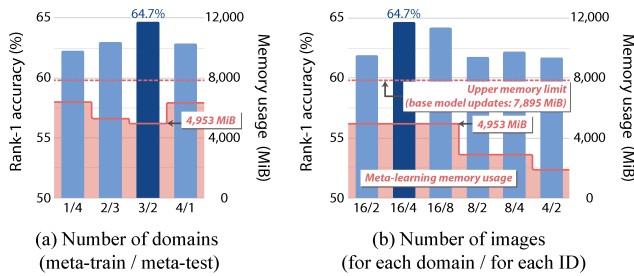 64.7%
65
60
55
50
Rank-1 accuracy (%)
12,000
8,000
4,000
0
Memory usage (MiB)
4,953 MiB
1/4 2/3 3/2 4/1
(a) Number of domains
(meta-train / meta-test)
64.7%
65
60
55
50
Rank-1 accuracy (%)
12,000
8,000
4,000
0
Memory usage (MiB)
Upper memory limit
(base model updates: 7,895 MiB)
4,953 MiB
Meta-learning memory usage
16/2 16/4 16/8 8/2 8/4 4/2
(b) Number of images
(for each domain / for each ID)